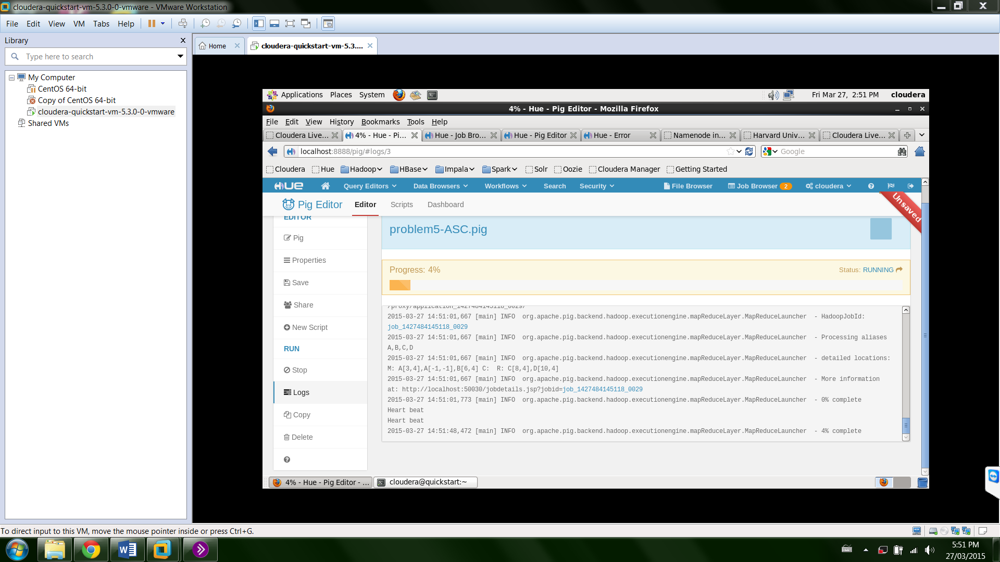 cloudera-quickstart-vm-5.3.0-0-vmware - VMware Workstation
File Edit View VM Tabs Help
Library
Type here to search
My Computer
CentOS 64-bit
Copy of CentOS 64-bit
cloudera-quickstart-vm-5.3.0-0-vmware
Shared VMs
Home
cloudera-quickstart-vm-5.3....
Applications Places System
Fri Mar 27, 2:51 PM cloudera
4% - Hue - Pig Editor - Mozilla Firefox
File Edit View History Bookmarks Tools Help
Cloudera Live... 4% - Hue - Pi... Hue - Job Bro... Hue - Pig Editor Hue - Error Namenode in... Harvard Univ... Cloudera Live...
localhost:8888/pig/#logs/3
Google
Cloudera Hue Hadoop HBase Impala Spark Solr Oozie Cloudera Manager Getting Started
HUE Query Editors Data Browsers Workflows Search Security File Browser Job Browser 2 cloudera
Pig Editor Editor Scripts Dashboard
Unsaved
EDITOR
Pig
Properties
Save
Share
New Script
RUN
Stop
Logs
Copy
Delete
problem5-ASC.pig
Progress: 4%
Status: RUNNING
/proxy/application_1427484145118_0029/
2015-03-27 14:51:01,667 [main] INFO  org.apache.pig.backend.hadoop.executionengine.mapReduceLayer.MapReduceLauncher  - HadoopJobId:
job_1427484145118_0029
2015-03-27 14:51:01,667 [main] INFO  org.apache.pig.backend.hadoop.executionengine.mapReduceLayer.MapReduceLauncher  - Processing aliases
A,B,C,D
2015-03-27 14:51:01,667 [main] INFO  org.apache.pig.backend.hadoop.executionengine.mapReduceLayer.MapReduceLauncher  - detailed locations:
M: A[3,4],A[-1,-1],B[6,4] C:  R: C[8,4],D[10,4]
2015-03-27 14:51:01,667 [main] INFO  org.apache.pig.backend.hadoop.executionengine.mapReduceLayer.MapReduceLauncher  - More information
at: http://localhost:50030/jobdetails.jsp?jobid=job_1427484145118_0029
2015-03-27 14:51:01,773 [main] INFO  org.apache.pig.backend.hadoop.executionengine.mapReduceLayer.MapReduceLauncher  - 0% complete
Heart beat
Heart beat
2015-03-27 14:51:48,472 [main] INFO  org.apache.pig.backend.hadoop.executionengine.mapReduceLayer.MapReduceLauncher  - 4% complete
4% - Hue - Pig Editor - ...
cloudera@quickstart:~
To direct input to this VM, move the mouse pointer inside or press Ctrl+G.
5:51 PM
27/03/2015